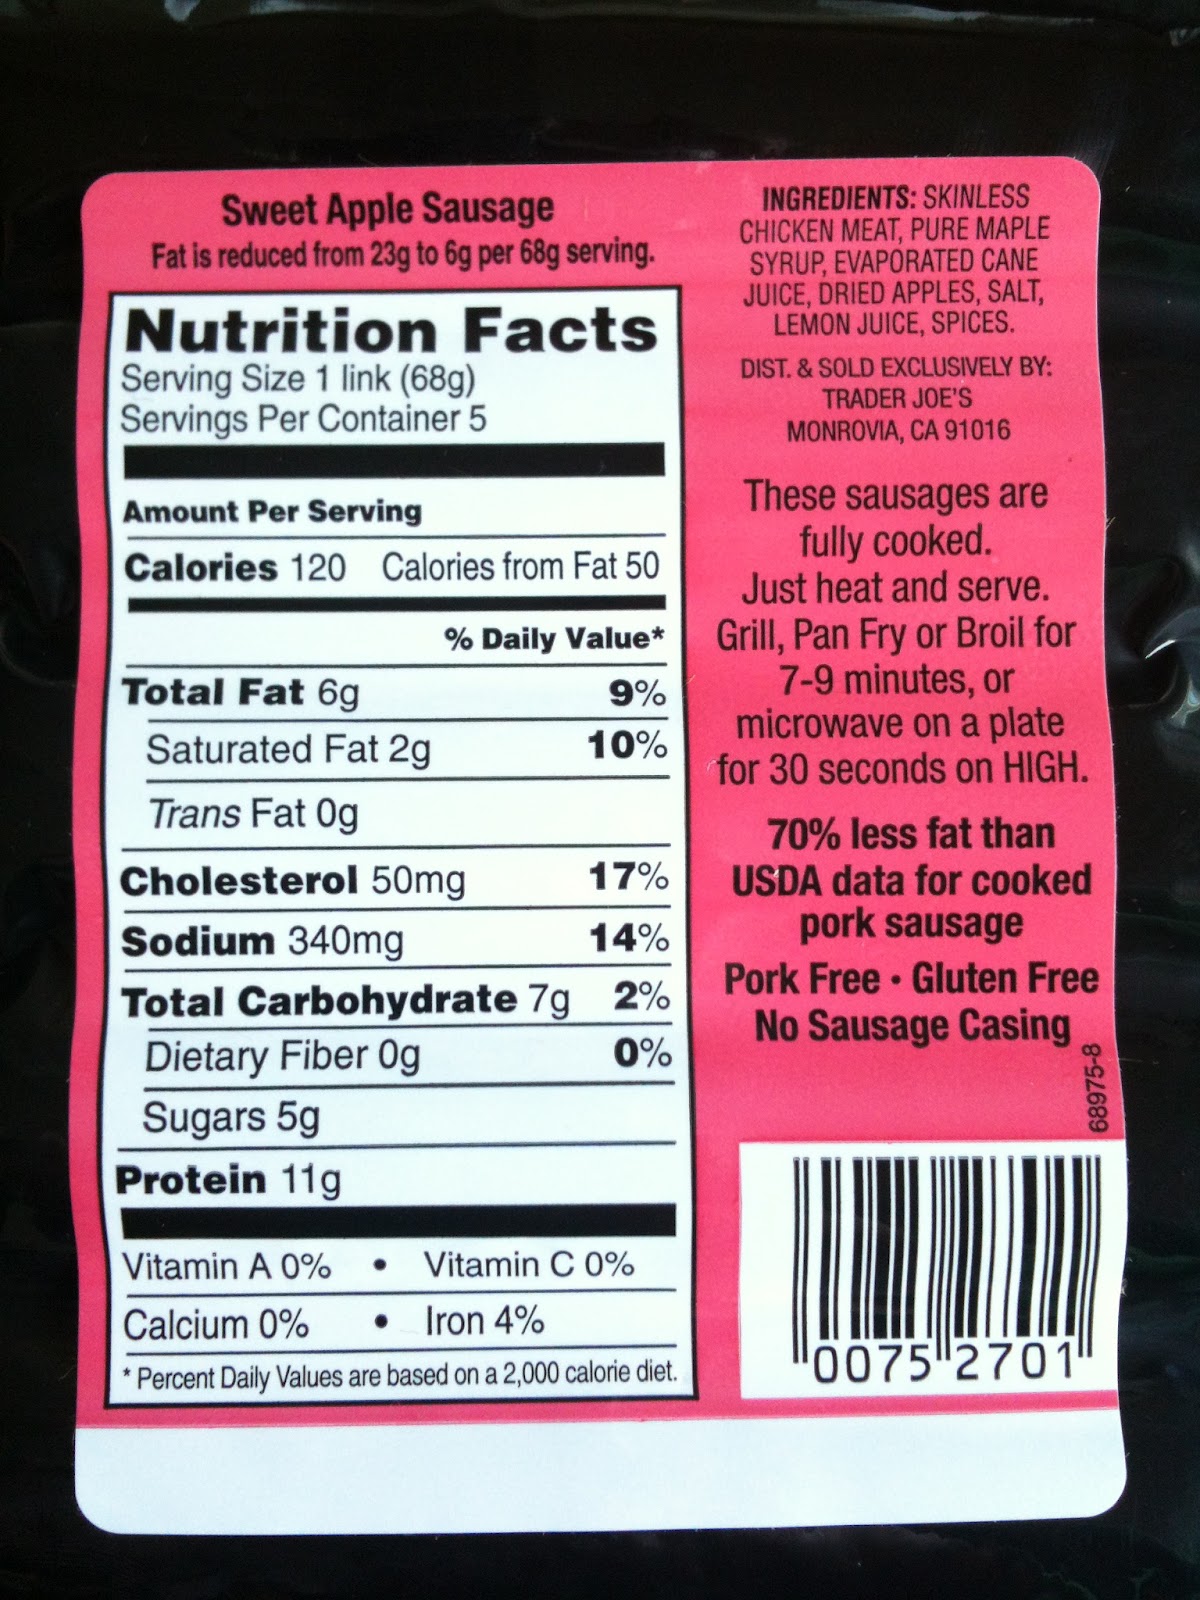 Sweet Apple Sausage
Fat is reduced from 23g to 6g per 68g serving.
Nutrition Facts
Serving Size 1 link (68g)
Servings Per Container 5
Amount Per Serving
Calories 120 Calories from Fat 50
% Daily Value*
Total Fat 6g 9%
Saturated Fat 2g 10%
Trans Fat 0g
Cholesterol 50mg 17%
Sodium 340mg 14%
Total Carbohydrate 7g 2%
Dietary Fiber 0g 0%
Sugars 5g
Protein 11g
Vitamin A 0% • Vitamin C 0%
Calcium 0% • Iron 4%
* Percent Daily Values are based on a 2,000 calorie diet.
INGREDIENTS: SKINLESS
CHICKEN MEAT, PURE MAPLE
SYRUP, EVAPORATED CANE
JUICE, DRIED APPLES, SALT,
LEMON JUICE, SPICES.
DIST. & SOLD EXCLUSIVELY BY:
TRADER JOE'S
MONROVIA, CA 91016
These sausages are
fully cooked.
Just heat and serve.
Grill, Pan Fry or Broil for
7-9 minutes, or
microwave on a plate
for 30 seconds on HIGH.
70% less fat than
USDA data for cooked
pork sausage
Pork Free • Gluten Free
No Sausage Casing
68975-8
0075 2701